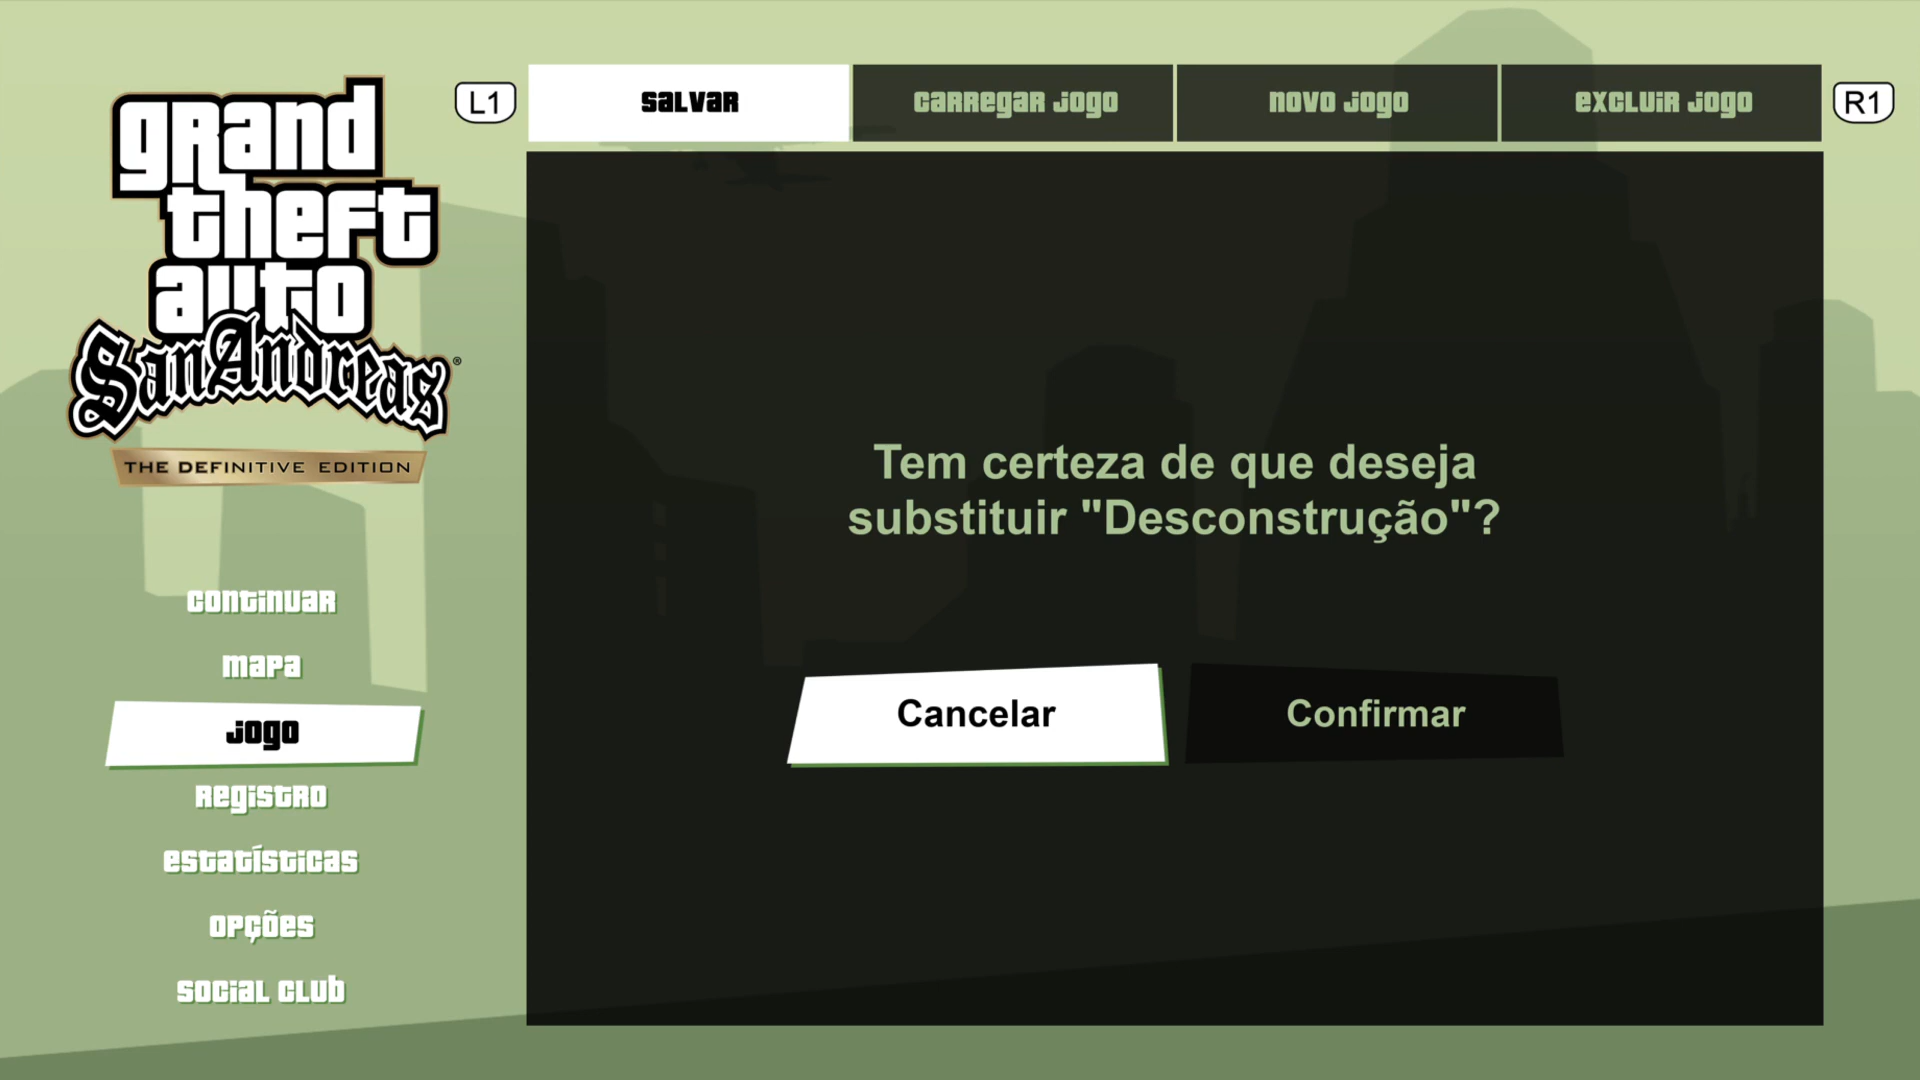 grand
theft
auto
San Andreas®
THE DEFINITIVE EDITION
continuar
mapa
jogo
registro
estatísticas
opções
social club
L1
salvar
carregar jogo
novo jogo
excluir jogo
R1
Tem certeza de que deseja
substituir "Desconstrução"?
Cancelar
Confirmar